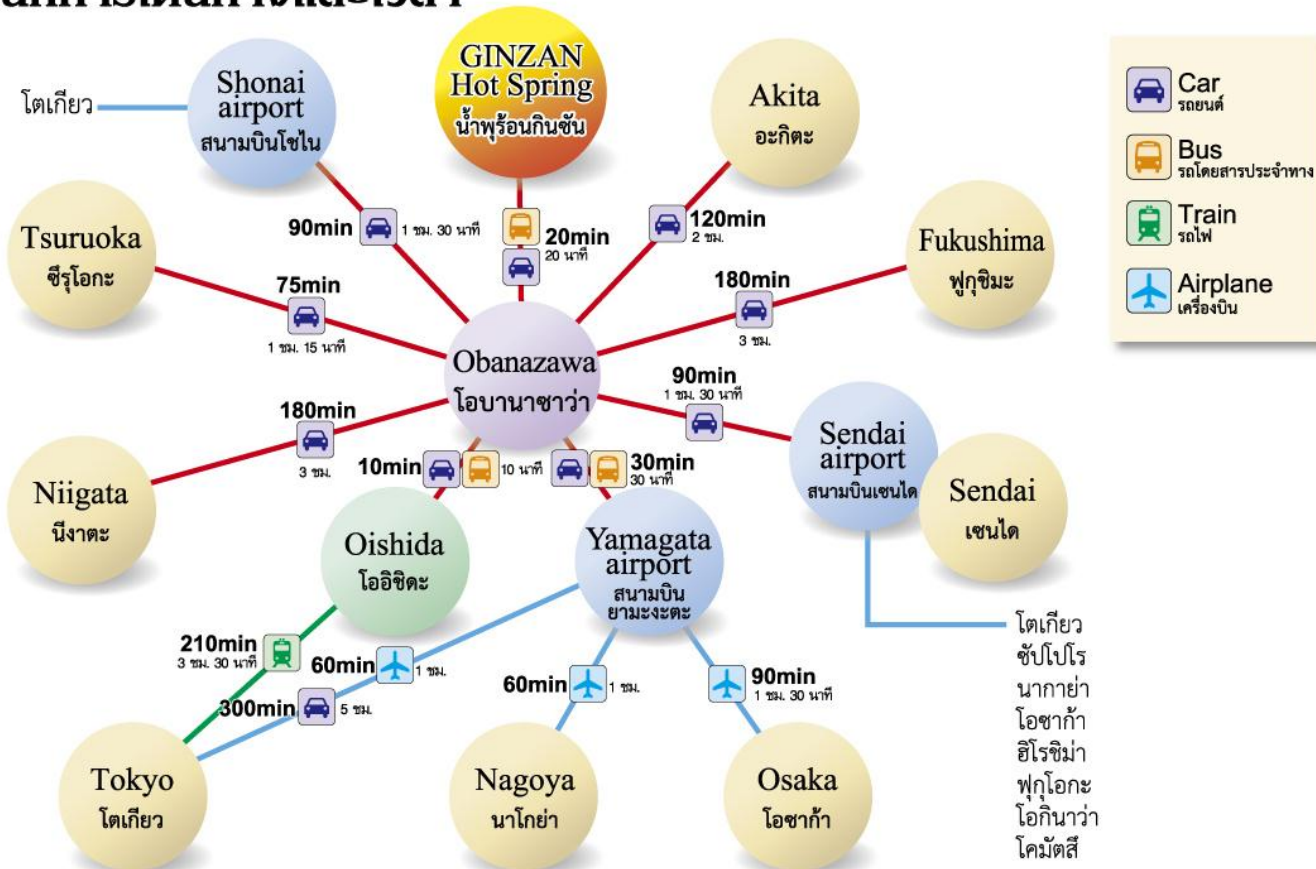 โตเกียว
Shonai
airport
สนามบินโชไน
GINZAN
Hot Spring
น้ำพุร้อนกินซัน
Akita
อะกิตะ
Car
รถยนต์
Bus
รถโดยสารประจำทาง
Train
รถไฟ
Airplane
เครื่องบิน
Tsuruoka
ซึรุโอกะ
90min
1 ชม. 30 นาที
20min
20 นาที
120min
2 ชม.
Fukushima
ฟูกุชิมะ
75min
1 ชม. 15 นาที
180min
3 ชม.
Obanazawa
โอบานาซาว่า
90min
1 ชม. 30 นาที
180min
3 ชม.
Niigata
นีงาตะ
10min
10 นาที
30min
30 นาที
Sendai
airport
สนามบินเซนได
Sendai
เซนได
Oishida
โออิชิดะ
Yamagata
airport
สนามบิน
ยามะงะตะ
210min
3 ชม. 30 นาที
60min
1 ชม.
300min
5 ชม.
60min
1 ชม.
90min
1 ชม. 30 นาที
Tokyo
โตเกียว
Nagoya
นาโกย่า
Osaka
โอซาก้า
โตเกียว
ซัปโปโร
นากาย่า
โอซาก้า
ฮิโรชิม่า
ฟุกุโอกะ
โอกินาว่า
โคมัตสึ